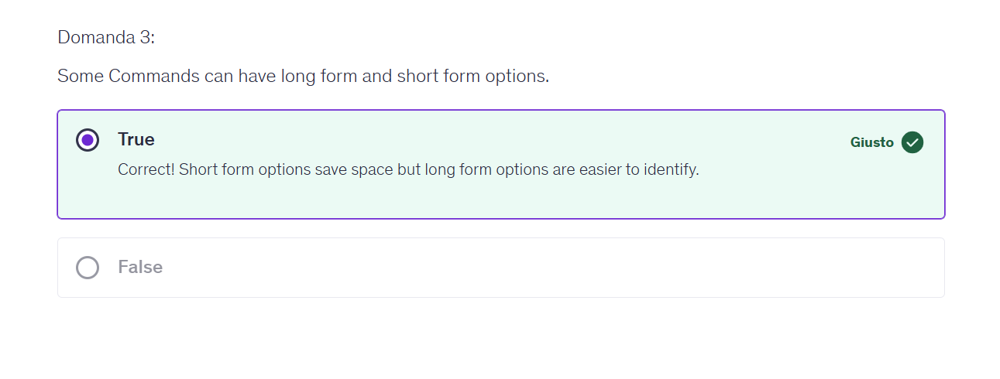 Domanda 3:
Some Commands can have long form and short form options.
True
Giusto
Correct! Short form options save space but long form options are easier to identify.
False